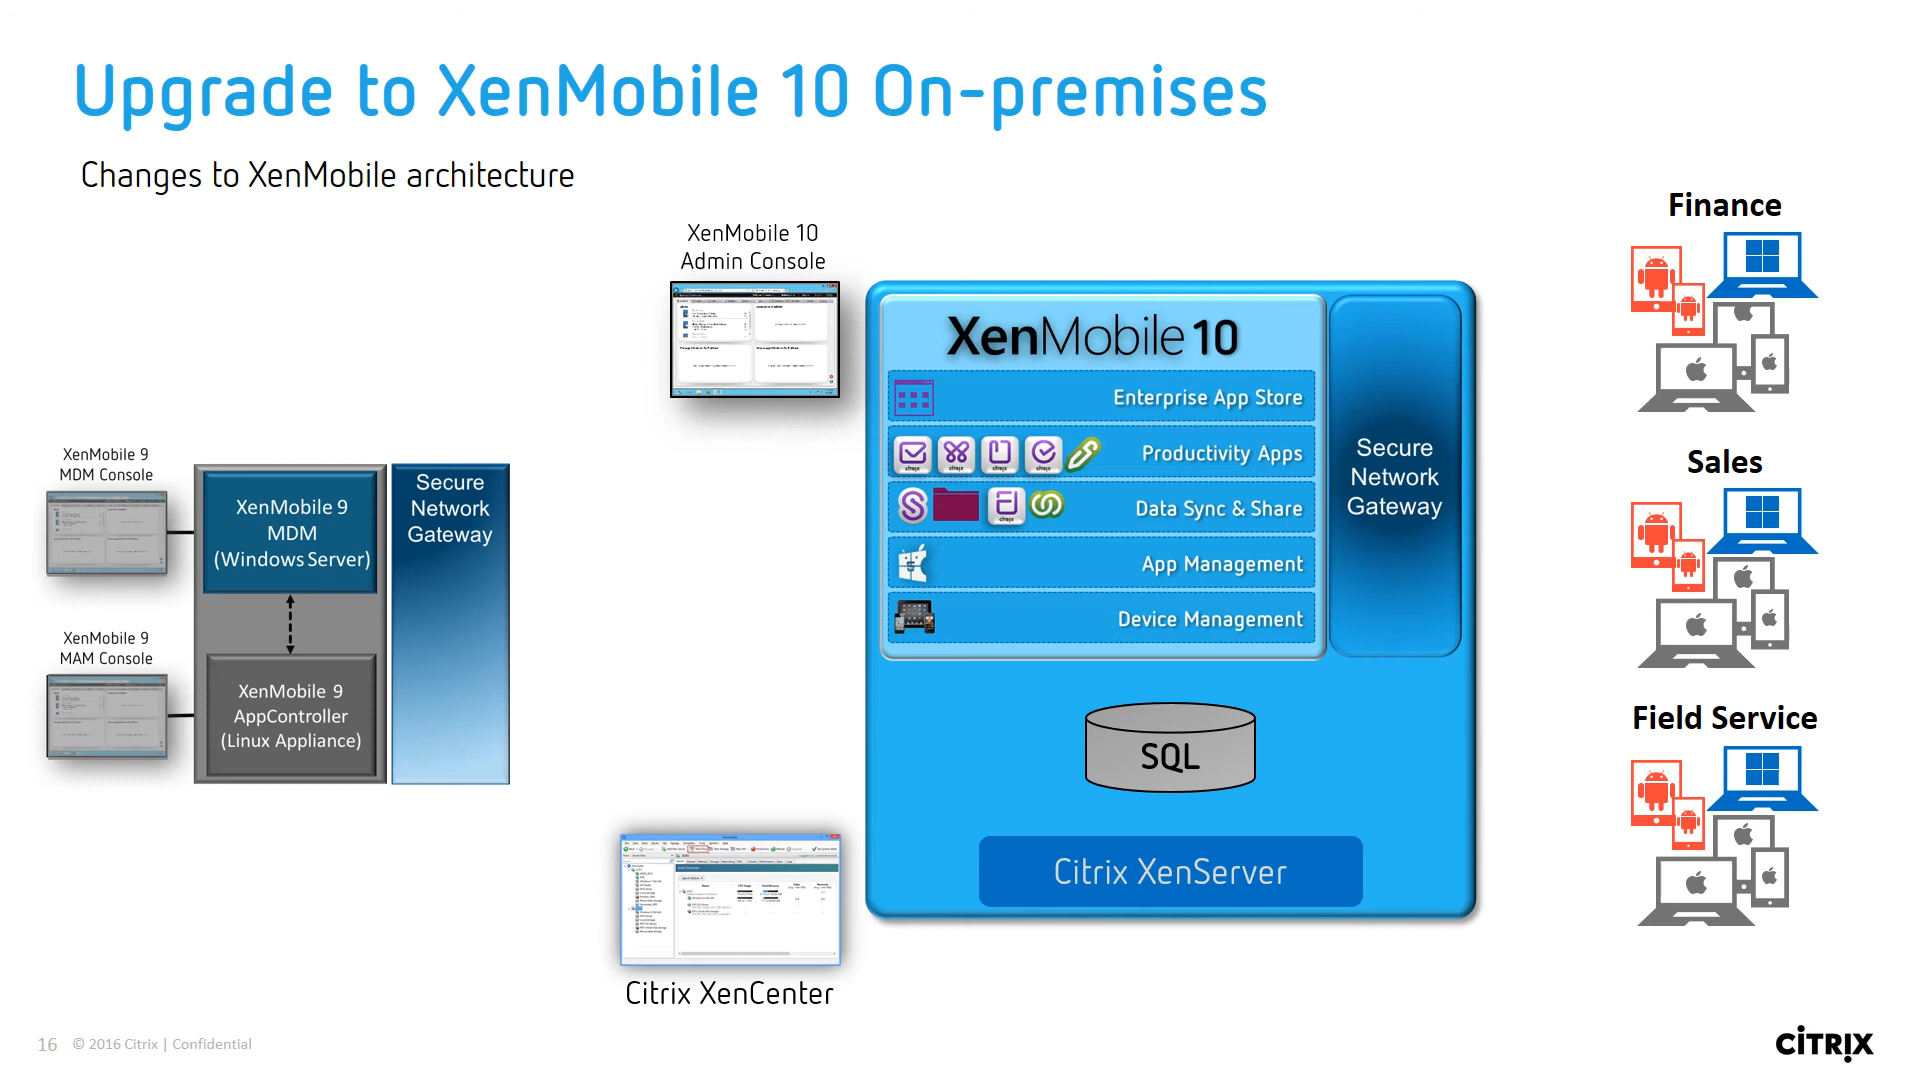 Upgrade to XenMobile 10 On-premises
Changes to XenMobile architecture
XenMobile 9
MDM Console
XenMobile 9
MAM Console
XenMobile 9
MDM
(Windows Server)
XenMobile 9
AppController
(Linux Appliance)
Secure
Network
Gateway
XenMobile 10
Admin Console
Citrix XenCenter
XenMobile 10
Enterprise App Store
Productivity Apps
Data Sync & Share
App Management
Device Management
Secure
Network
Gateway
SQL
Citrix XenServer
Finance
Sales
Field Service
16 © 2016 Citrix | Confidential
CITRIX